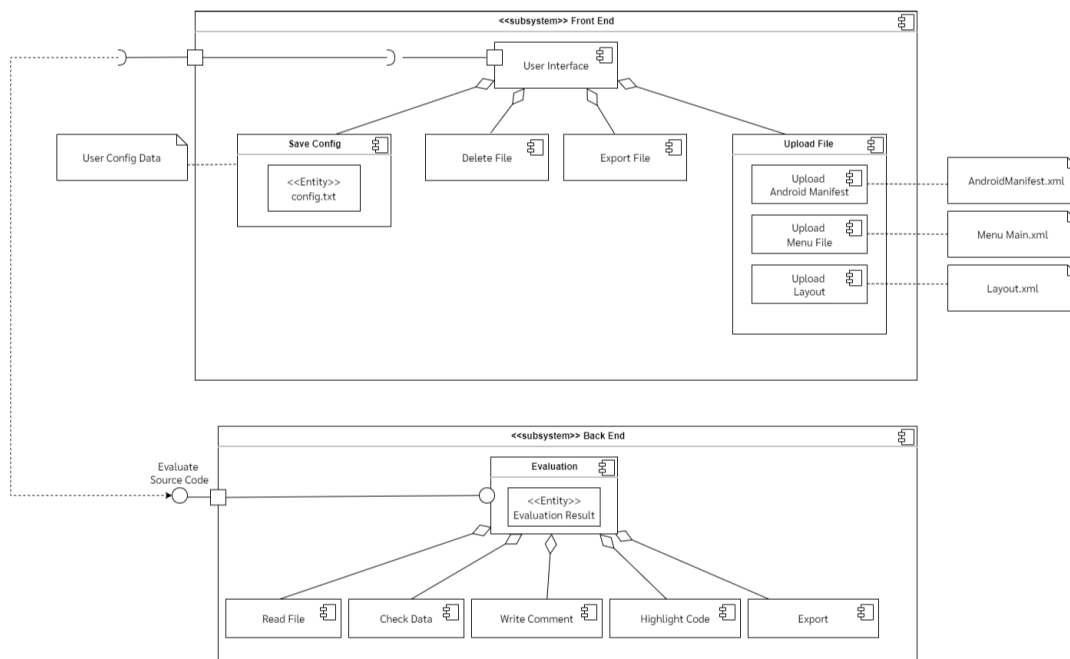 <<subsystem>> Front End
User Interface
User Config Data
Save Config
<<Entity>>
config.txt
Delete File
Export File
Upload File
Upload
Android Manifest
Upload
Menu File
Upload
Layout
AndroidManifest.xml
Menu Main.xml
Layout.xml
<<subsystem>> Back End
Evaluate
Source Code
Evaluation
<<Entity>>
Evaluation Result
Read File
Check Data
Write Comment
Highlight Code
Export